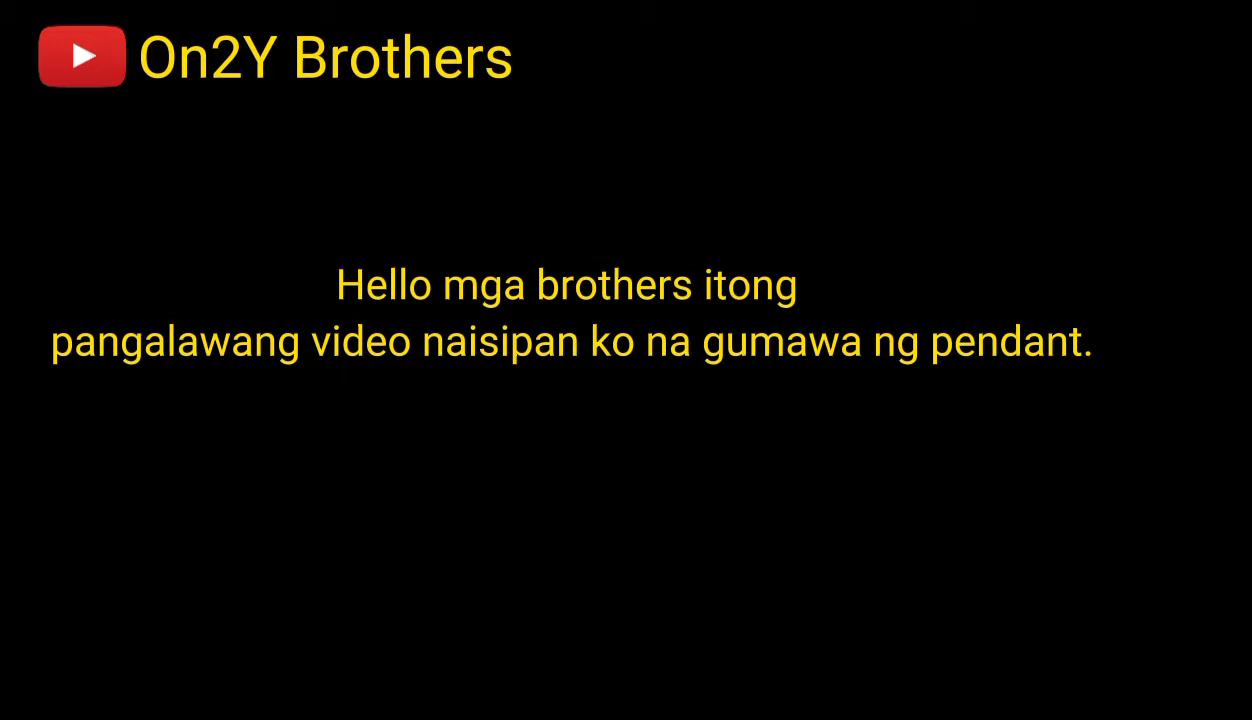 On2Y Brothers
Hello mga brothers itong
pangalawang video naisipan ko na gumawa ng pendant.